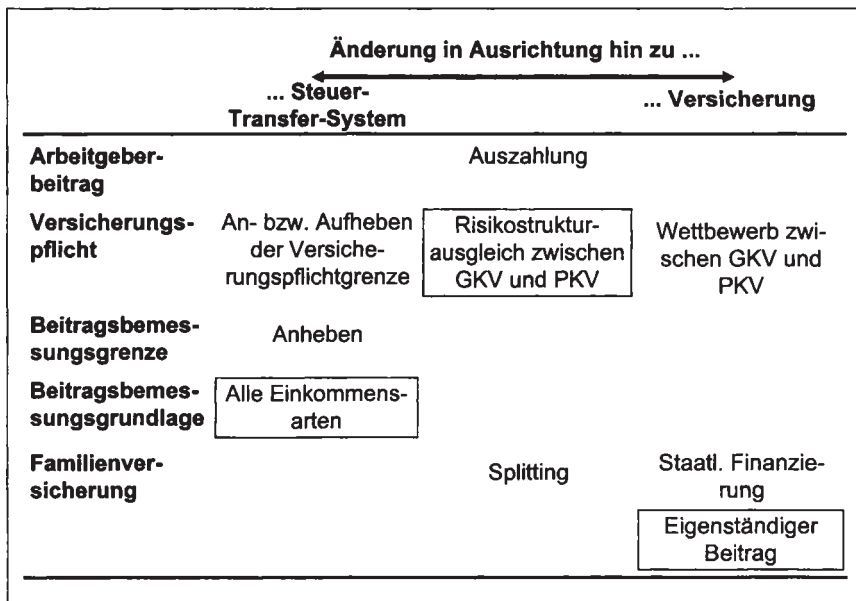 Änderung in Ausrichtung hin zu ...
... Steuer-
Transfer-System
... Versicherung
Arbeitgeber-
beitrag
Auszahlung
Versicherungs-
pflicht
An- bzw. Aufheben
der Versiche-
rungspflichtgrenze
Risikostruktur-
ausgleich zwischen
GKV und PKV
Wettbewerb zwi-
schen GKV und
PKV
Beitragsbemes-
sungsgrenze
Anheben
Beitragsbemes-
sungsgrundlage
Alle Einkommens-
arten
Familienver-
sicherung
Splitting
Staatl. Finanzie-
rung
Eigenständiger
Beitrag